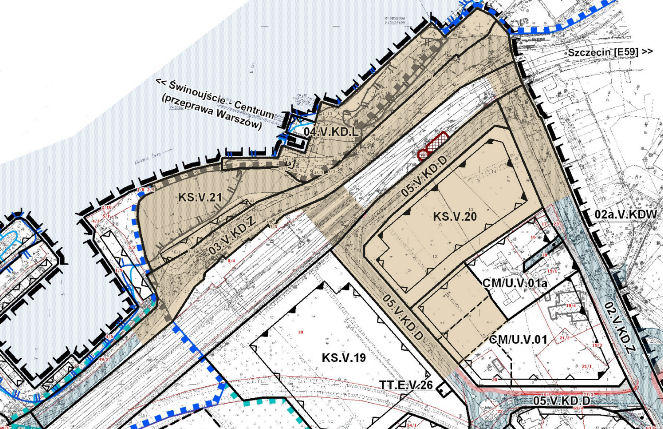 Szczecin [E59] >>
<< Świnoujście - Centrum
(przeprawa Warszów)
04.V.KD.L
05.V.KD.D
KS.V.21
KS.V.20
02a.V.KDW
03.V.KD.Z
CM/U.V.01a
05.V.KD.D
02.V.KD.Z
CM/U.V.01
KS.V.19
TT.E.V.26
05.V.KD.D